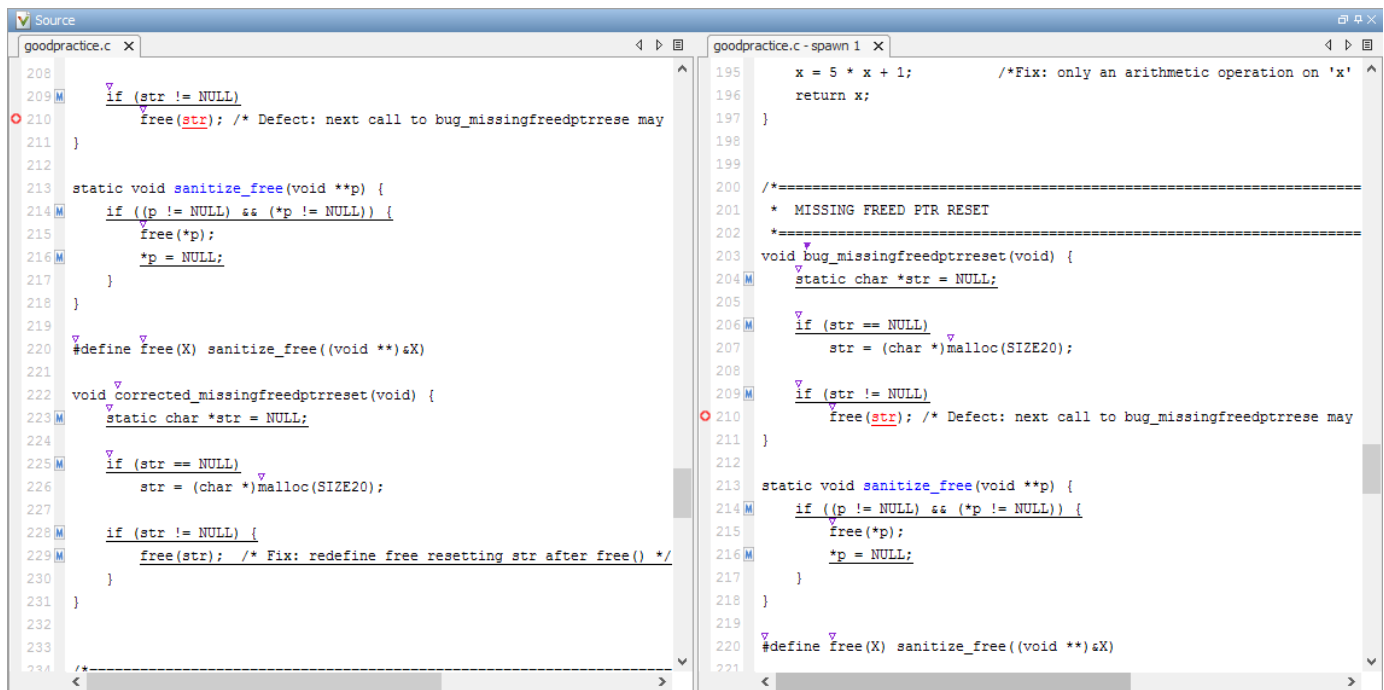 Source
goodpractice.c
208
209 M if (str != NULL)
210 free(str); /* Defect: next call to bug_missingfreedptrrese may
211 }
212
213 static void sanitize_free(void **p) {
214 M if ((p != NULL) && (*p != NULL)) {
215 free(*p);
216 M *p = NULL;
217 }
218 }
219
220 #define free(X) sanitize_free((void **)&X)
221
222 void corrected_missingfreedptrreset(void) {
223 M static char *str = NULL;
224
225 M if (str == NULL)
226 str = (char *)malloc(SIZE20);
227
228 M if (str != NULL) {
229 M free(str); /* Fix: redefine free resetting str after free() */
230 }
231 }
232
233
234 /*=====================================================================
goodpractice.c - spawn 1
195 x = 5 * x + 1; /*Fix: only an arithmetic operation on 'x'
196 return x;
197 }
198
199
200 /*=====================================================================
201 * MISSING FREED PTR RESET
202 *=====================================================================
203 void bug_missingfreedptrreset(void) {
204 M static char *str = NULL;
205
206 M if (str == NULL)
207 str = (char *)malloc(SIZE20);
208
209 M if (str != NULL)
210 free(str); /* Defect: next call to bug_missingfreedptrrese may
211 }
212
213 static void sanitize_free(void **p) {
214 M if ((p != NULL) && (*p != NULL)) {
215 free(*p);
216 M *p = NULL;
217 }
218 }
219
220 #define free(X) sanitize_free((void **)&X)
221